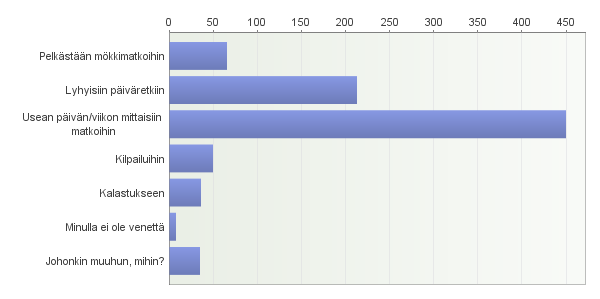 0 50 100 150 200 250 300 350 400 450
Pelkästään mökkimatkoihin
Lyhyisiin päiväretkiin
Usean päivän/viikon mittaisiin
matkoihin
Kilpailuihin
Kalastukseen
Minulla ei ole venettä
Johonkin muuhun, mihin?